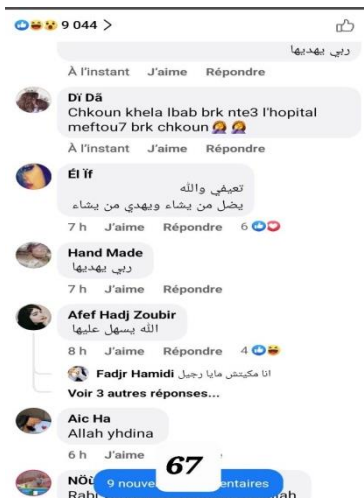 9 044 >
ربي يهديها
À l'instant J'aime Répondre
Dï Dã
Chkoun khela lbab brk nte3 l'hopital
meftou7 brk chkoun
À l'instant J'aime Répondre
Él Ïf
تعيفي والله
يضل من يشاء ويهدي من يشاء
7 h J'aime Répondre 6
Hand Made
ربي يهديها
7 h J'aime Répondre
Afef Hadj Zoubir
الله يسهل عليها
8 h J'aime Répondre 4
Fadjr Hamidi انا مكيتش مايا رجيل
Voir 3 autres réponses...
Aic Ha
Allah yhdina
6 h J'aime
67
9 nouve entaires